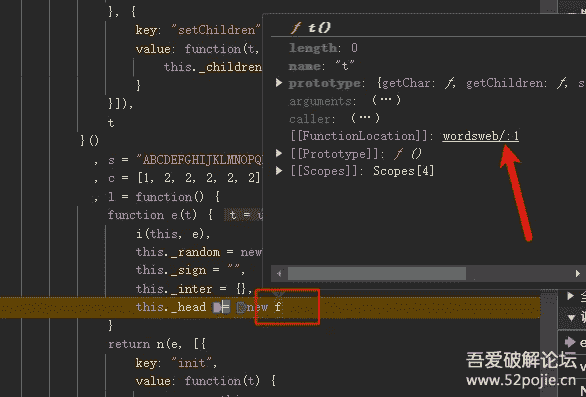 }, {
key: "setChildren"
value: function(t,
this._children
}
}]),
t
}()
, s = "ABCDEFGHIJKLMNOPQ
, c = [1, 2, 2, 2, 2, 2]
, l = function() {
function e(t) { t = u
i(this, e),
this._random = new
this._sign = "",
this._inter = {},
this._head = new f
}
return n(e, [{
key: "init",
value: function(t) {
f t()
length: 0
name: "t"
prototype: {getChar: f, getChildren: f, s
arguments: (...)
caller: (...)
[[FunctionLocation]]: wordsweb/:1
[[Prototype]]: f ()
[[Scopes]]: Scopes[4]
吾爱破解论坛
www.52pojie.cn